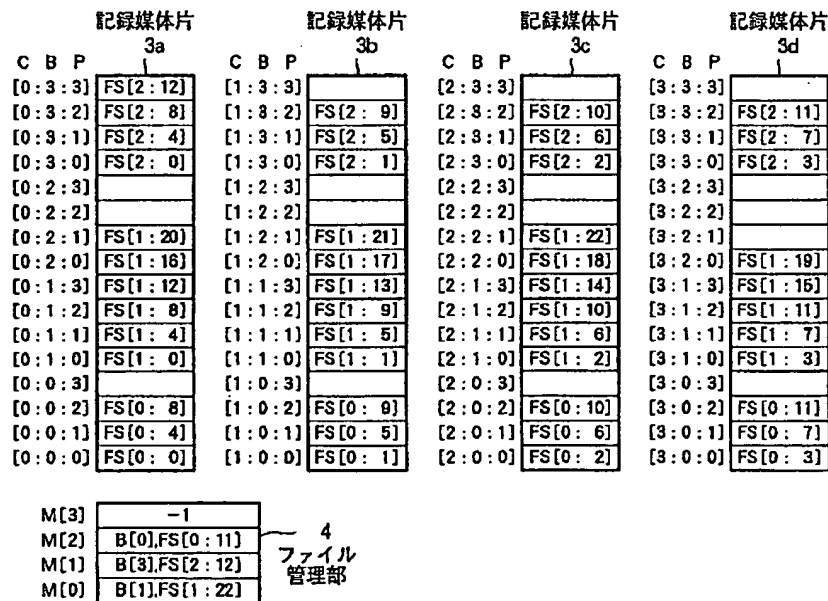 記録媒体片 記録媒体片 記録媒体片 記録媒体片
3a 3b 3c 3d
C B P C B P C B P C B P
[0:3:3] FS[2:12] [1:3:3] [2:3:3] [3:3:3]
[0:3:2] FS[2: 8] [1:3:2] FS[2: 9] [2:3:2] FS[2:10] [3:3:2] FS[2:11]
[0:3:1] FS[2: 4] [1:3:1] FS[2: 5] [2:3:1] FS[2: 6] [3:3:1] FS[2: 7]
[0:3:0] FS[2: 0] [1:3:0] FS[2: 1] [2:3:0] FS[2: 2] [3:3:0] FS[2: 3]
[0:2:3] [1:2:3] [2:2:3] [3:2:3]
[0:2:2] [1:2:2] [2:2:2] [3:2:2]
[0:2:1] FS[1:20] [1:2:1] FS[1:21] [2:2:1] FS[1:22] [3:2:1]
[0:2:0] FS[1:16] [1:2:0] FS[1:17] [2:2:0] FS[1:18] [3:2:0] FS[1:19]
[0:1:3] FS[1:12] [1:1:3] FS[1:13] [2:1:3] FS[1:14] [3:1:3] FS[1:15]
[0:1:2] FS[1: 8] [1:1:2] FS[1: 9] [2:1:2] FS[1:10] [3:1:2] FS[1:11]
[0:1:1] FS[1: 4] [1:1:1] FS[1: 5] [2:1:1] FS[1: 6] [3:1:1] FS[1: 7]
[0:1:0] FS[1: 0] [1:1:0] FS[1: 1] [2:1:0] FS[1: 2] [3:1:0] FS[1: 3]
[0:0:3] [1:0:3] [2:0:3] [3:0:3]
[0:0:2] FS[0: 8] [1:0:2] FS[0: 9] [2:0:2] FS[0:10] [3:0:2] FS[0:11]
[0:0:1] FS[0: 4] [1:0:1] FS[0: 5] [2:0:1] FS[0: 6] [3:0:1] FS[0: 7]
[0:0:0] FS[0: 0] [1:0:0] FS[0: 1] [2:0:0] FS[0: 2] [3:0:0] FS[0: 3]
M[3] -1
M[2] B[0],FS[0:11] 4
M[1] B[3],FS[2:12] ファイル
M[0] B[1],FS[1:22] 管理部